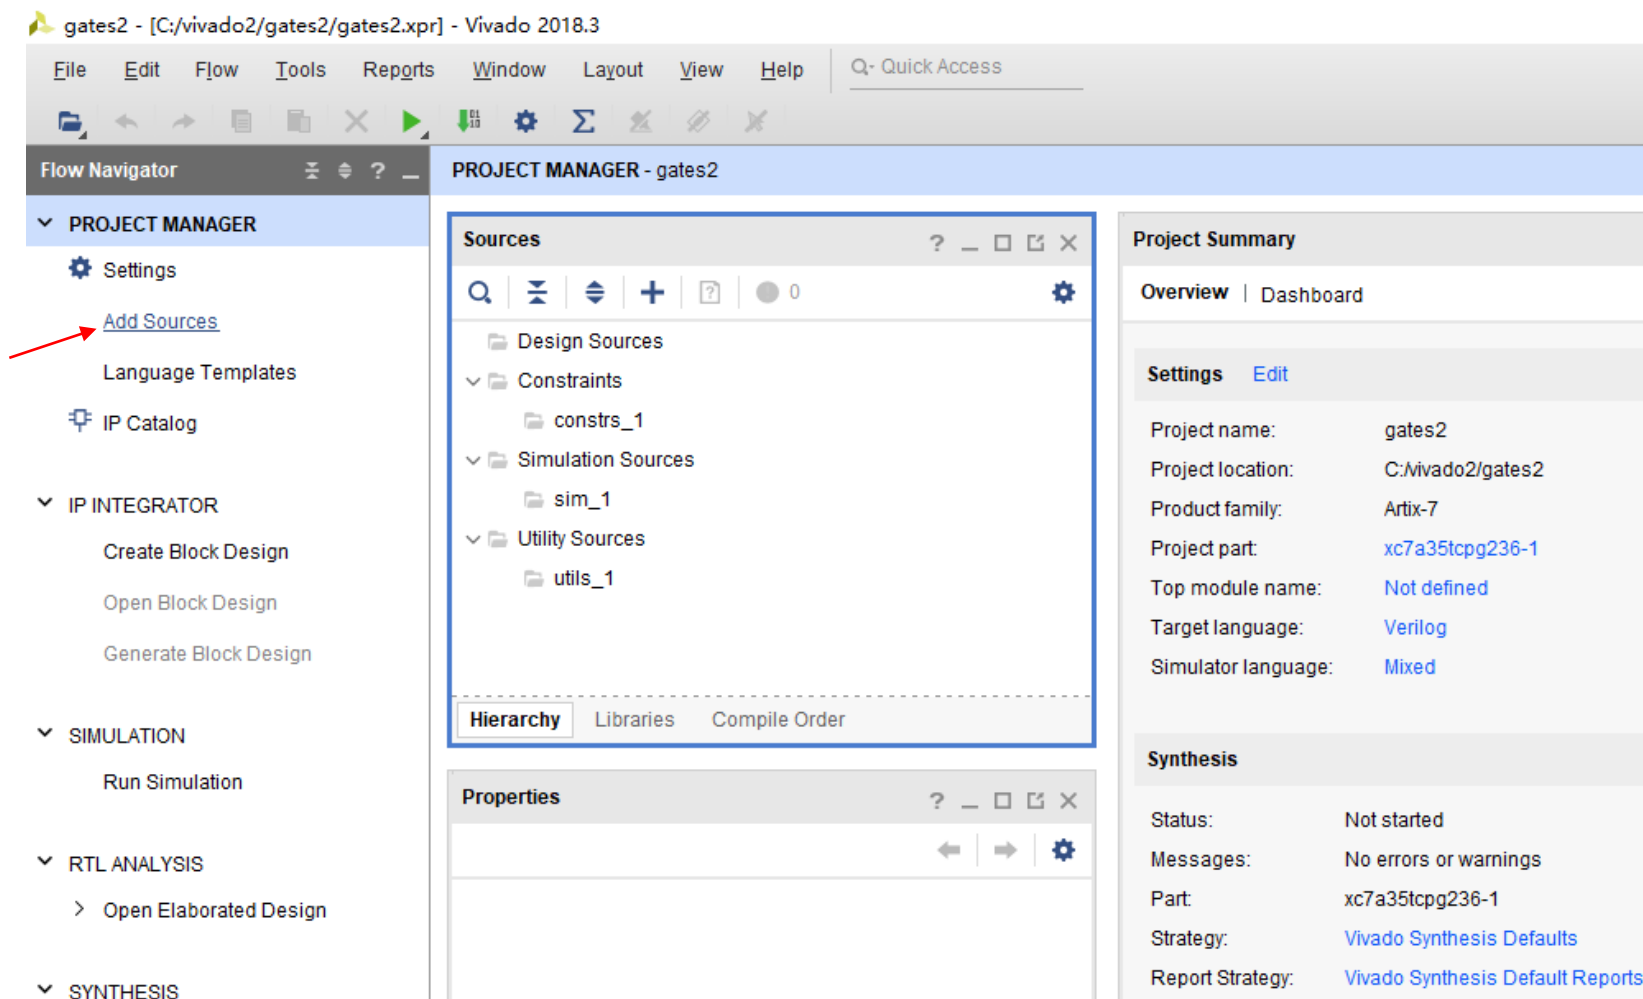 gates2 - [C:/vivado2/gates2/gates2.xpr] - Vivado 2018.3
File Edit Flow Tools Reports Window Layout View Help Quick Access
Flow Navigator
PROJECT MANAGER - gates2
PROJECT MANAGER
Settings
Add Sources
Language Templates
IP Catalog
IP INTEGRATOR
Create Block Design
Open Block Design
Generate Block Design
SIMULATION
Run Simulation
RTL ANALYSIS
Open Elaborated Design
SYNTHESIS
Sources
0
Design Sources
Constraints
constrs_1
Simulation Sources
sim_1
Utility Sources
utils_1
Hierarchy Libraries Compile Order
Properties
Project Summary
Overview | Dashboard
Settings Edit
Project name: gates2
Project location: C:/vivado2/gates2
Product family: Artix-7
Project part: xc7a35tcpg236-1
Top module name: Not defined
Target language: Verilog
Simulator language: Mixed
Synthesis
Status: Not started
Messages: No errors or warnings
Part: xc7a35tcpg236-1
Strategy: Vivado Synthesis Defaults
Report Strategy: Vivado Synthesis Default Reports